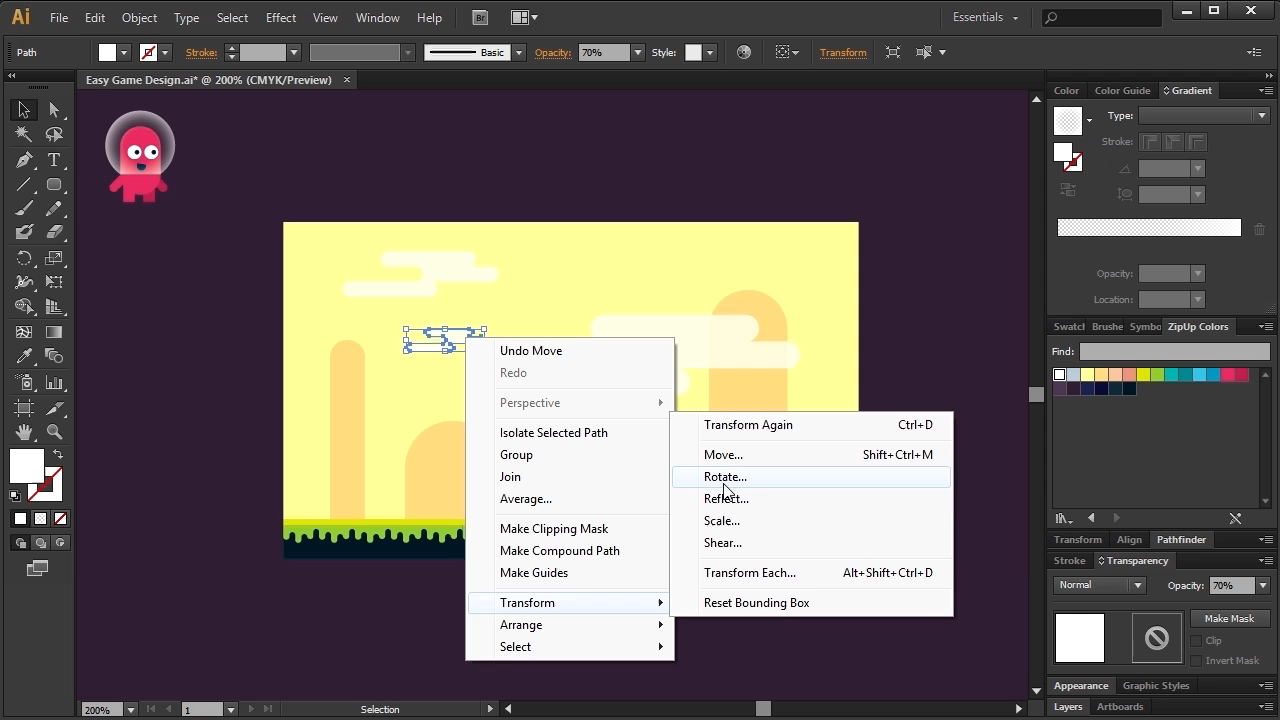 Ai File Edit Object Type Select Effect View Window Help Br Essentials
Path Stroke: Basic Opacity: 70% Style: Transform
Easy Game Design.ai* @ 200% (CMYK/Preview) ×
Color Color Guide Gradient
Type:
Stroke:
Opacity:
Location:
Swatcl Brushe Symbo ZipUp Colors
Find:
Undo Move
Redo
Perspective
Isolate Selected Path
Group
Join
Average...
Make Clipping Mask
Make Compound Path
Make Guides
Transform
Arrange
Select
Transform Again Ctrl+D
Move... Shift+Ctrl+M
Rotate...
Reflect...
Scale...
Shear...
Transform Each... Alt+Shift+Ctrl+D
Reset Bounding Box
Transform Align Pathfinder
Stroke Transparency
Normal Opacity: 70%
Make Mask
Clip
Invert Mask
Appearance Graphic Styles
Layers Artboards
200% 1 Selection